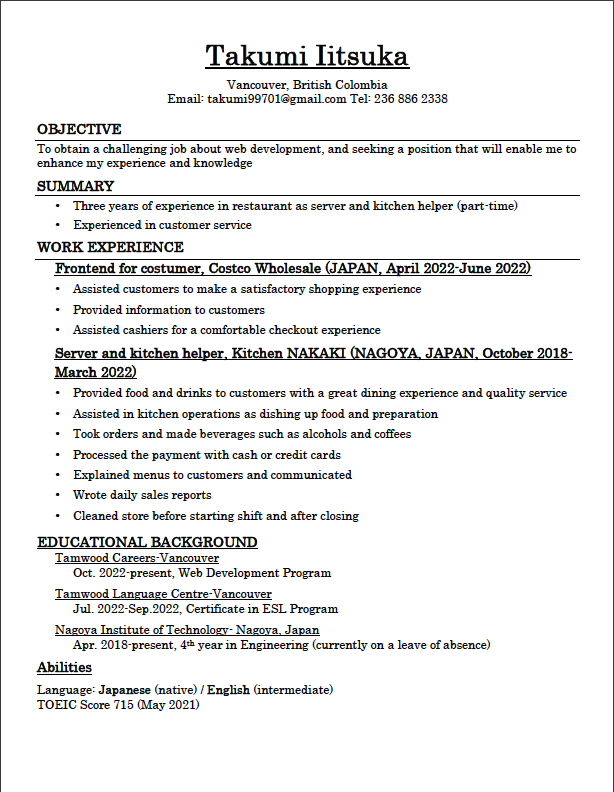 Takumi Iitsuka
Vancouver, British Colombia
Email: takumi99701@gmail.com Tel: 236 886 2338
OBJECTIVE
To obtain a challenging job about web development, and seeking a position that will enable me to
enhance my experience and knowledge
SUMMARY
• Three years of experience in restaurant as server and kitchen helper (part-time)
• Experienced in customer service
WORK EXPERIENCE
Frontend for costumer, Costco Wholesale (JAPAN, April 2022-June 2022)
• Assisted customers to make a satisfactory shopping experience
• Provided information to customers
• Assisted cashiers for a comfortable checkout experience
Server and kitchen helper, Kitchen NAKAKI (NAGOYA, JAPAN, October 2018-
March 2022)
• Provided food and drinks to customers with a great dining experience and quality service
• Assisted in kitchen operations as dishing up food and preparation
• Took orders and made beverages such as alcohols and coffees
• Processed the payment with cash or credit cards
• Explained menus to customers and communicated
• Wrote daily sales reports
• Cleaned store before starting shift and after closing
EDUCATIONAL BACKGROUND
Tamwood Careers-Vancouver
Oct. 2022-present, Web Development Program
Tamwood Language Centre-Vancouver
Jul. 2022-Sep.2022, Certificate in ESL Program
Nagoya Institute of Technology- Nagoya, Japan
Apr. 2018-present, 4th year in Engineering (currently on a leave of absence)
Abilities
Language: Japanese (native) / English (intermediate)
TOEIC Score 715 (May 2021)